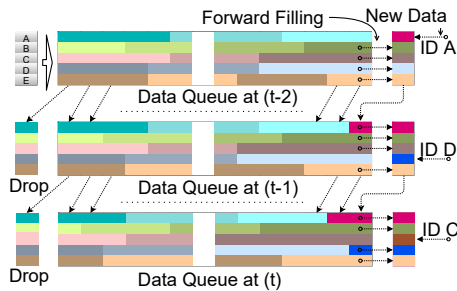 Forward Filling
New Data
A
B
C
D
E
ID A
Data Queue at (t-2)
ID D
Drop
Data Queue at (t-1)
ID C
Drop
Data Queue at (t)